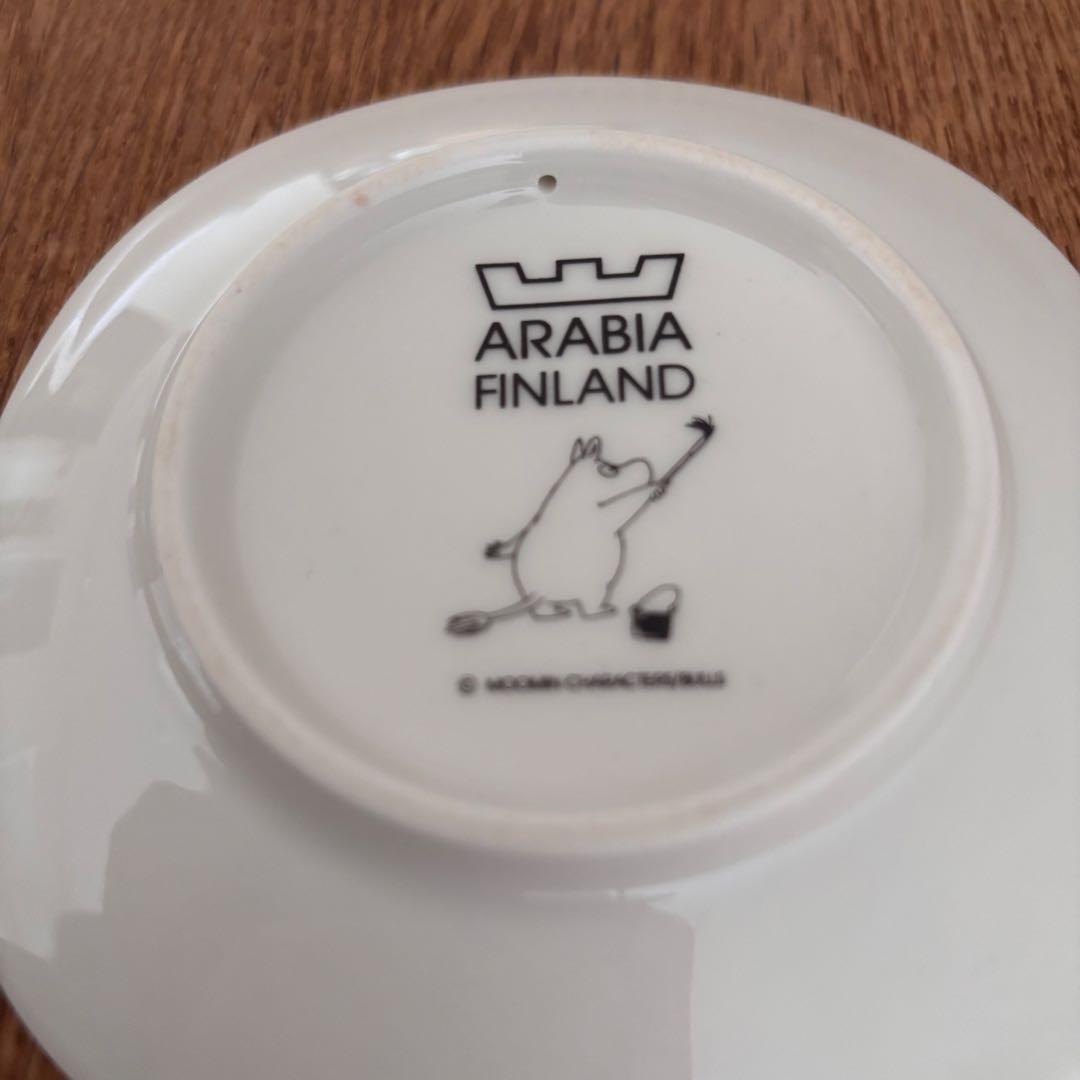 ARABIA
FINLAND
© MOOMIN CHARACTERS/BULLS